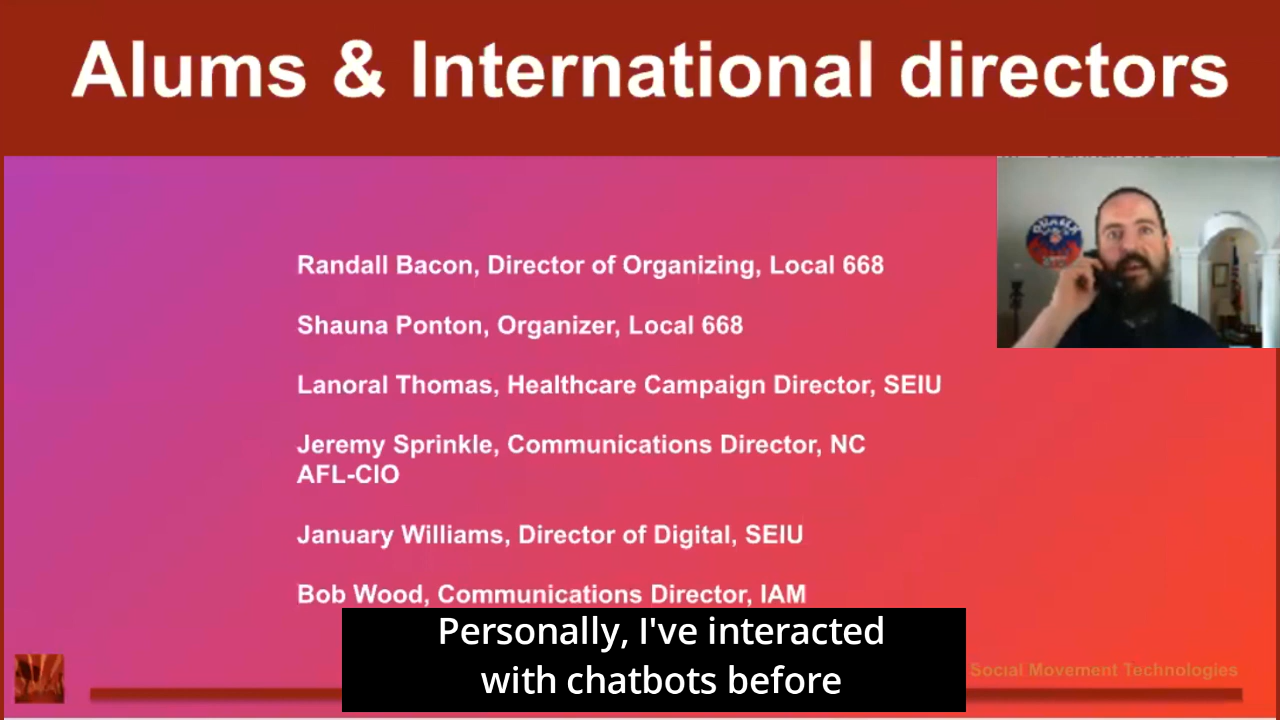 Alums & International directors
Randall Bacon, Director of Organizing, Local 668
Shauna Ponton, Organizer, Local 668
Lanoral Thomas, Healthcare Campaign Director, SEIU
Jeremy Sprinkle, Communications Director, NC
AFL-CIO
January Williams, Director of Digital, SEIU
Bob Wood, Communications Director, IAM
Personally, I've interacted
with chatbots before
Social Movement Technologies